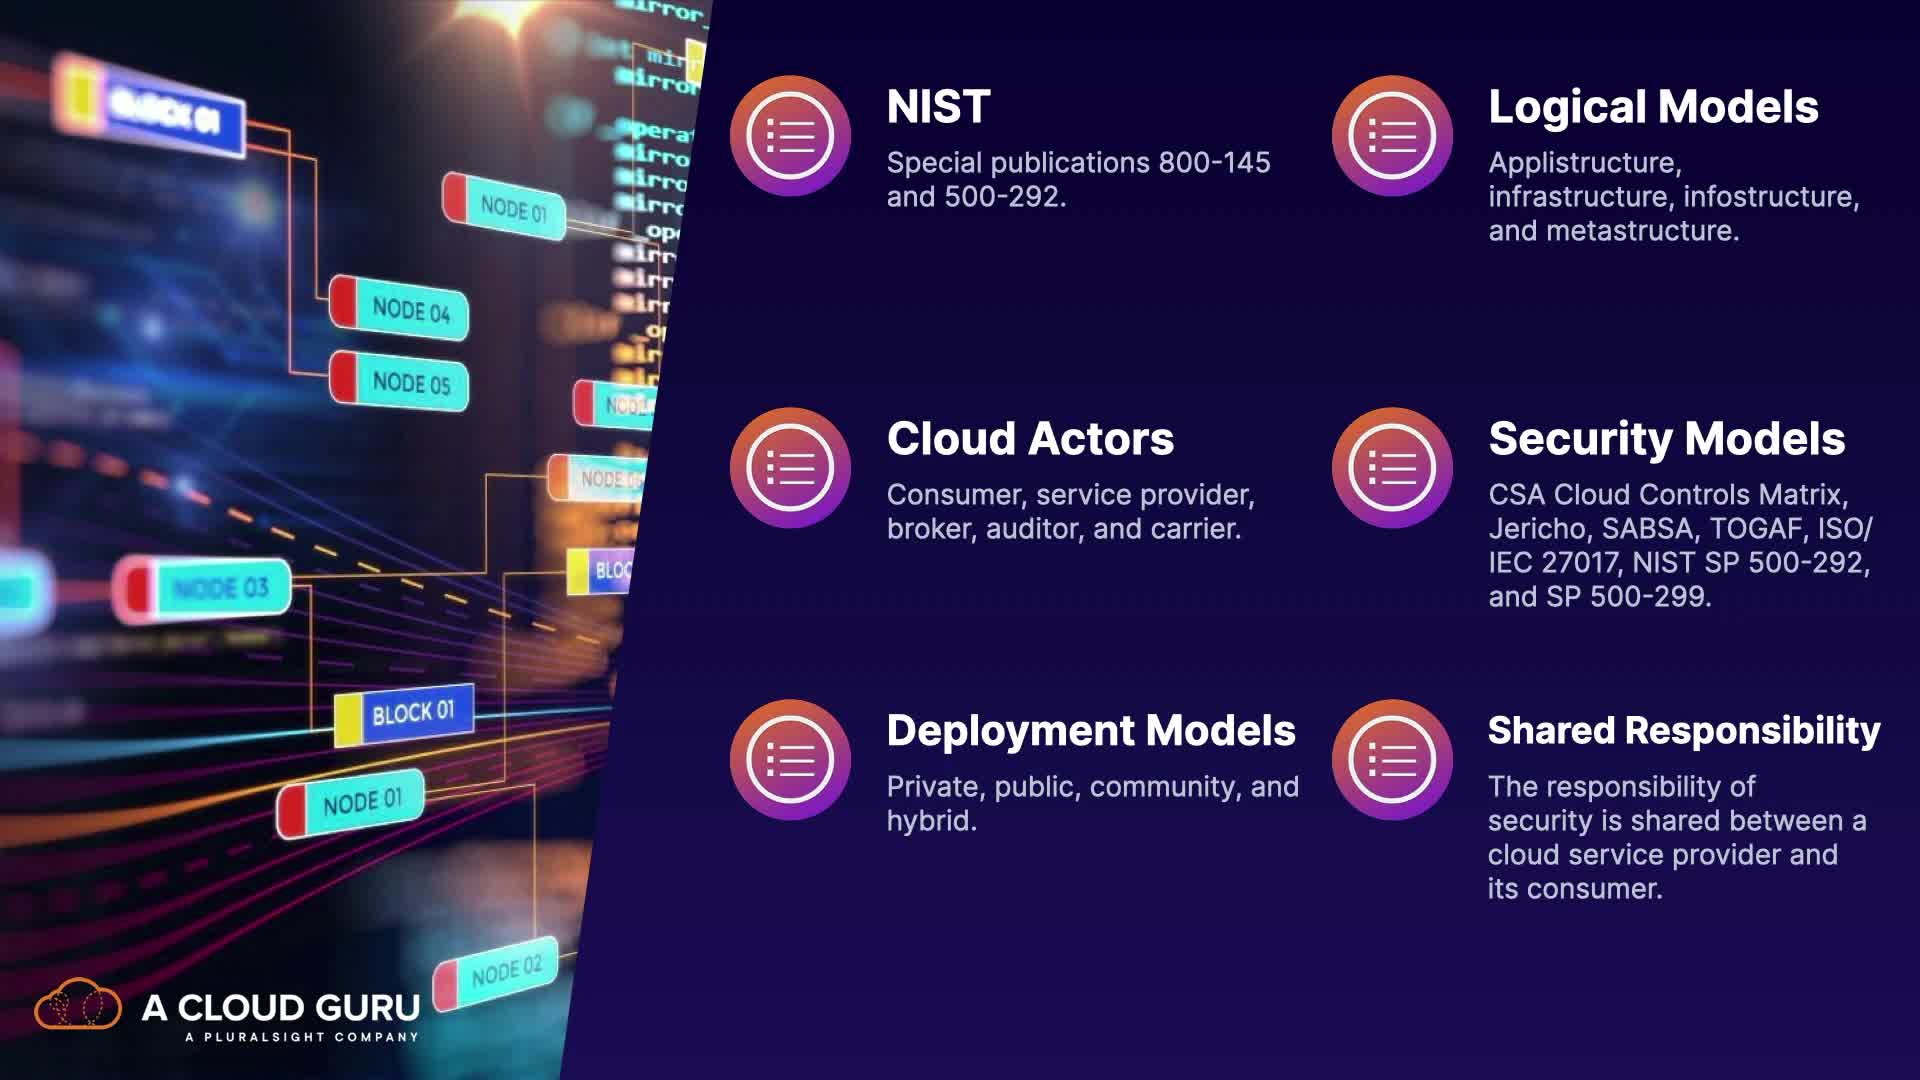 NIST
Special publications 800-145
and 500-292.
Logical Models
Applistructure,
infrastructure, infostructure,
and metastructure.
Cloud Actors
Consumer, service provider,
broker, auditor, and carrier.
Security Models
CSA Cloud Controls Matrix,
Jericho, SABSA, TOGAF, ISO/
IEC 27017, NIST SP 500-292,
and SP 500-299.
Deployment Models
Private, public, community, and
hybrid.
Shared Responsibility
The responsibility of
security is shared between a
cloud service provider and
its consumer.
BLOCK 01
NODE 01
NODE 04
NODE 05
NODE 03
BLOCK 01
NODE 01
NODE 02
A CLOUD GURU
A PLURALSIGHT COMPANY